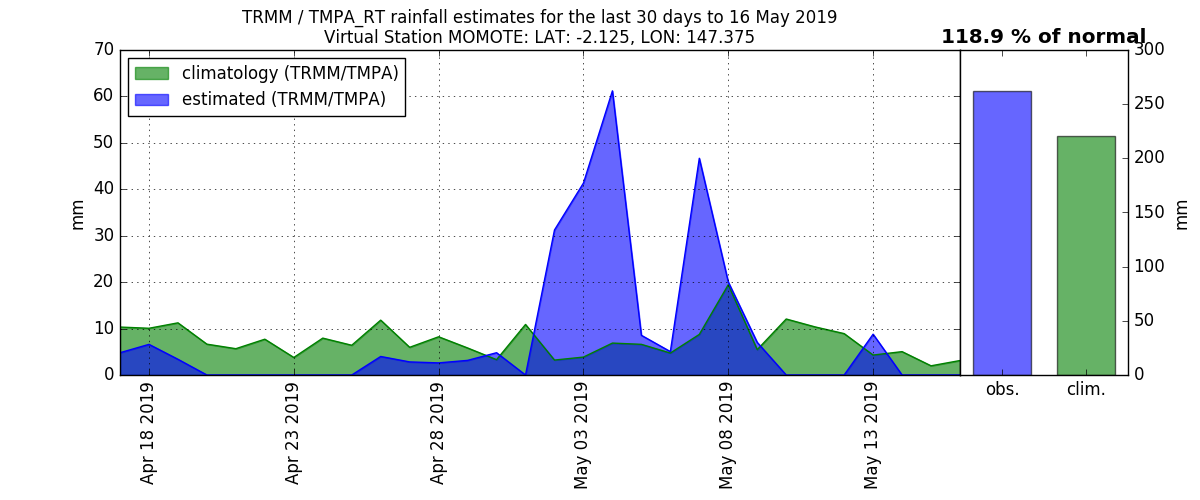 TRMM / TMPA_RT rainfall estimates for the last 30 days to 16 May 2019
Virtual Station MOMOTE: LAT: -2.125, LON: 147.375
118.9 % of normal
climatology (TRMM/TMPA)
estimated (TRMM/TMPA)
70
60
50
40
30
20
10
0
mm
Apr 18 2019
Apr 23 2019
Apr 28 2019
May 03 2019
May 08 2019
May 13 2019
300
250
200
150
100
50
0
mm
obs.
clim.